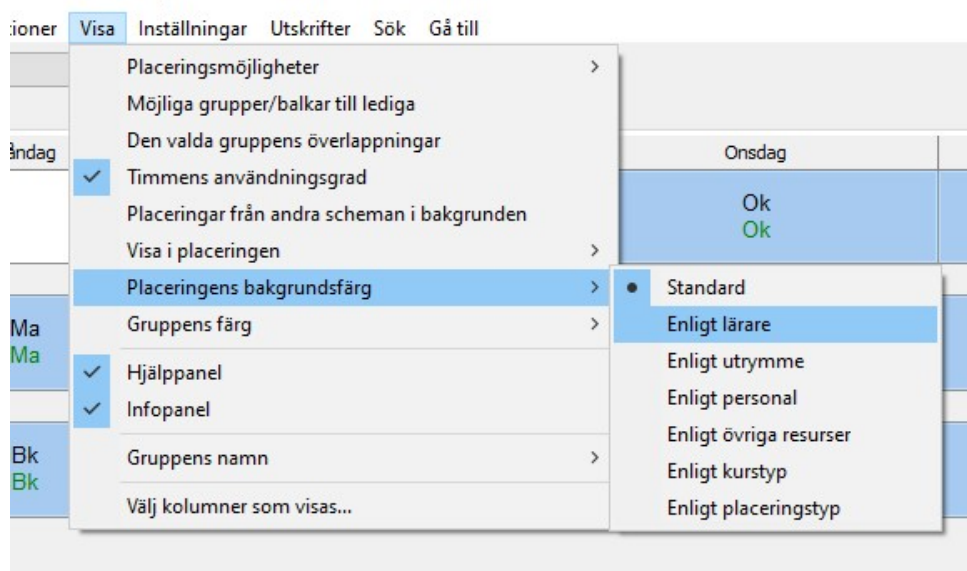 tioner Visa Inställningar Utskrifter Sök Gå till
Placeringsmöjligheter
Möjliga grupper/balkar till lediga
Den valda gruppens överlappningar
åndag
Onsdag
Timmens användningsgrad
Placeringar från andra scheman i bakgrunden
Ok
Ok
Visa i placeringen
Placeringens bakgrundsfärg
Standard
Gruppens färg
Enligt lärare
Ma
Ma
Enligt utrymme
Hjälppanel
Enligt personal
Infopanel
Enligt övriga resurser
Bk
Bk
Gruppens namn
Enligt kurstyp
Välj kolumner som visas...
Enligt placeringstyp